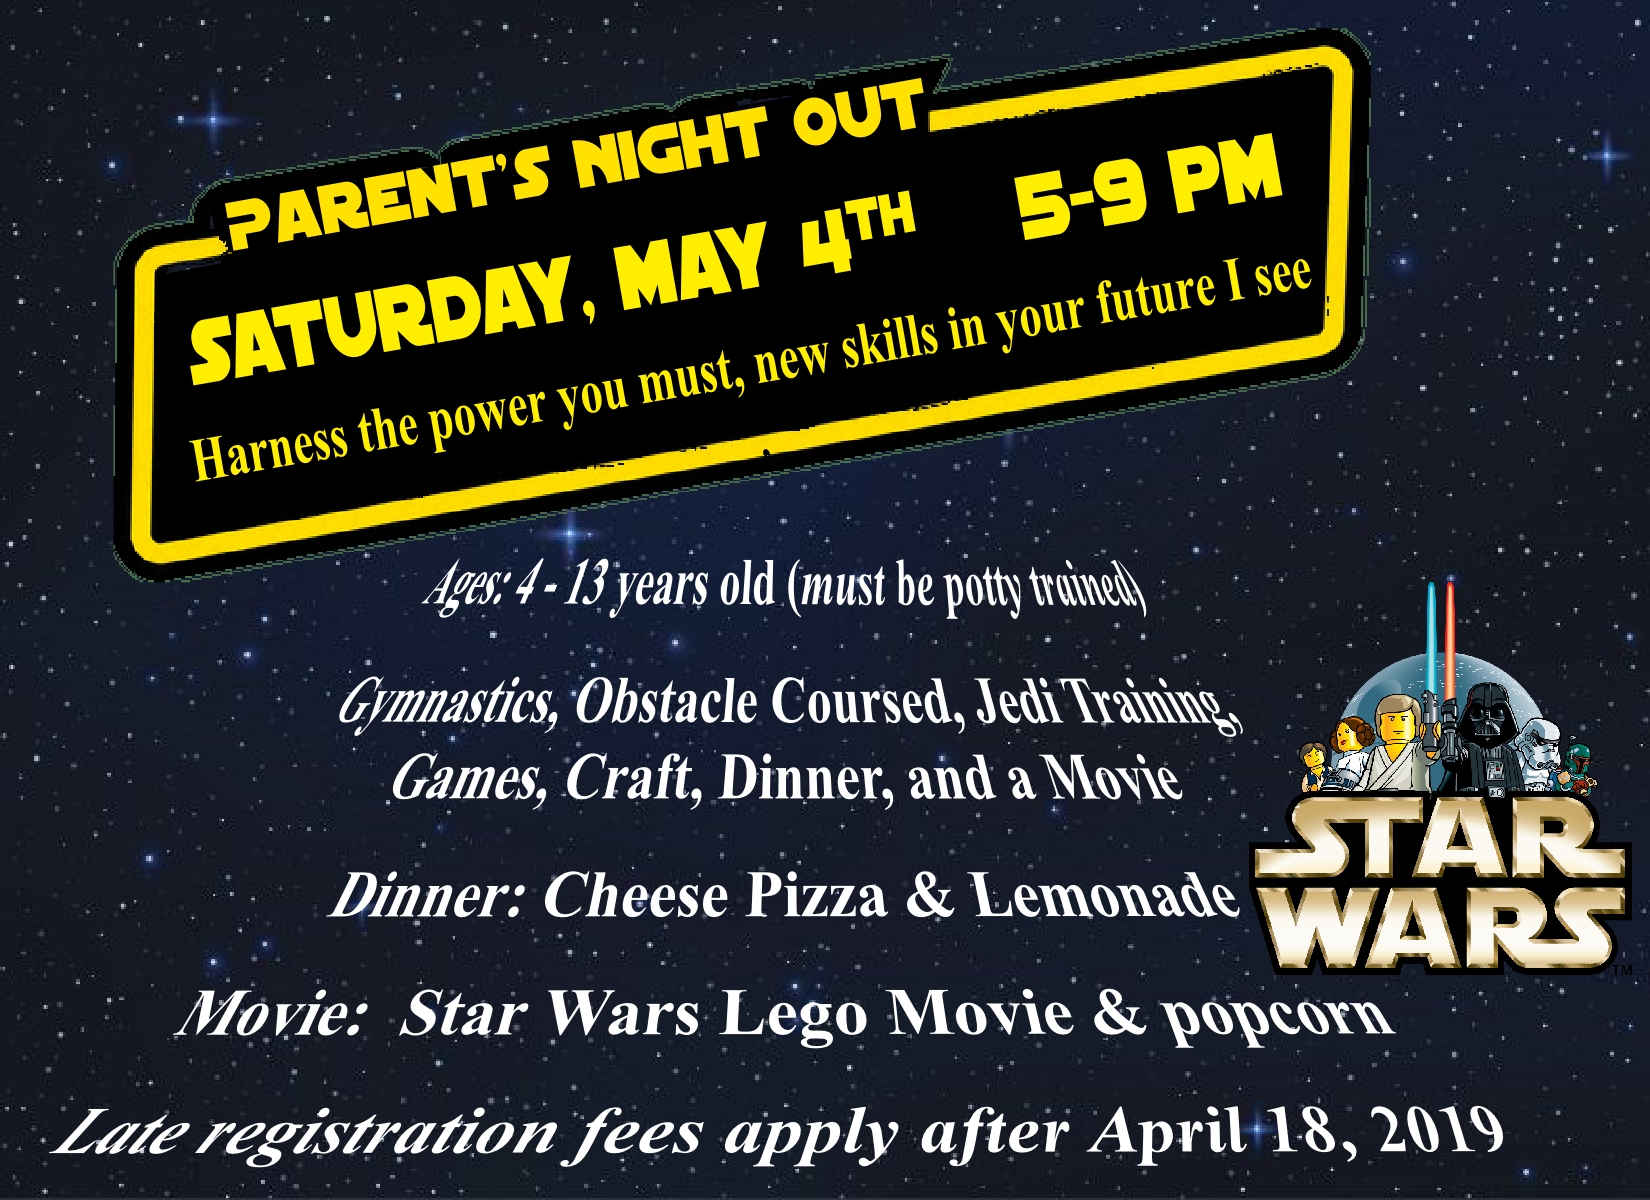 PARENT'S NIGHT OUT
SATURDAY, MAY 4TH 5-9 PM
Harness the power you must, new skills in your future I see
Ages: 4 - 13 years old (must be potty trained)
Gymnastics, Obstacle Coursed, Jedi Training,
Games, Craft, Dinner, and a Movie
Dinner: Cheese Pizza & Lemonade
STAR
WARS
TM
Movie: Star Wars Lego Movie & popcorn
Late registration fees apply after April 18, 2019